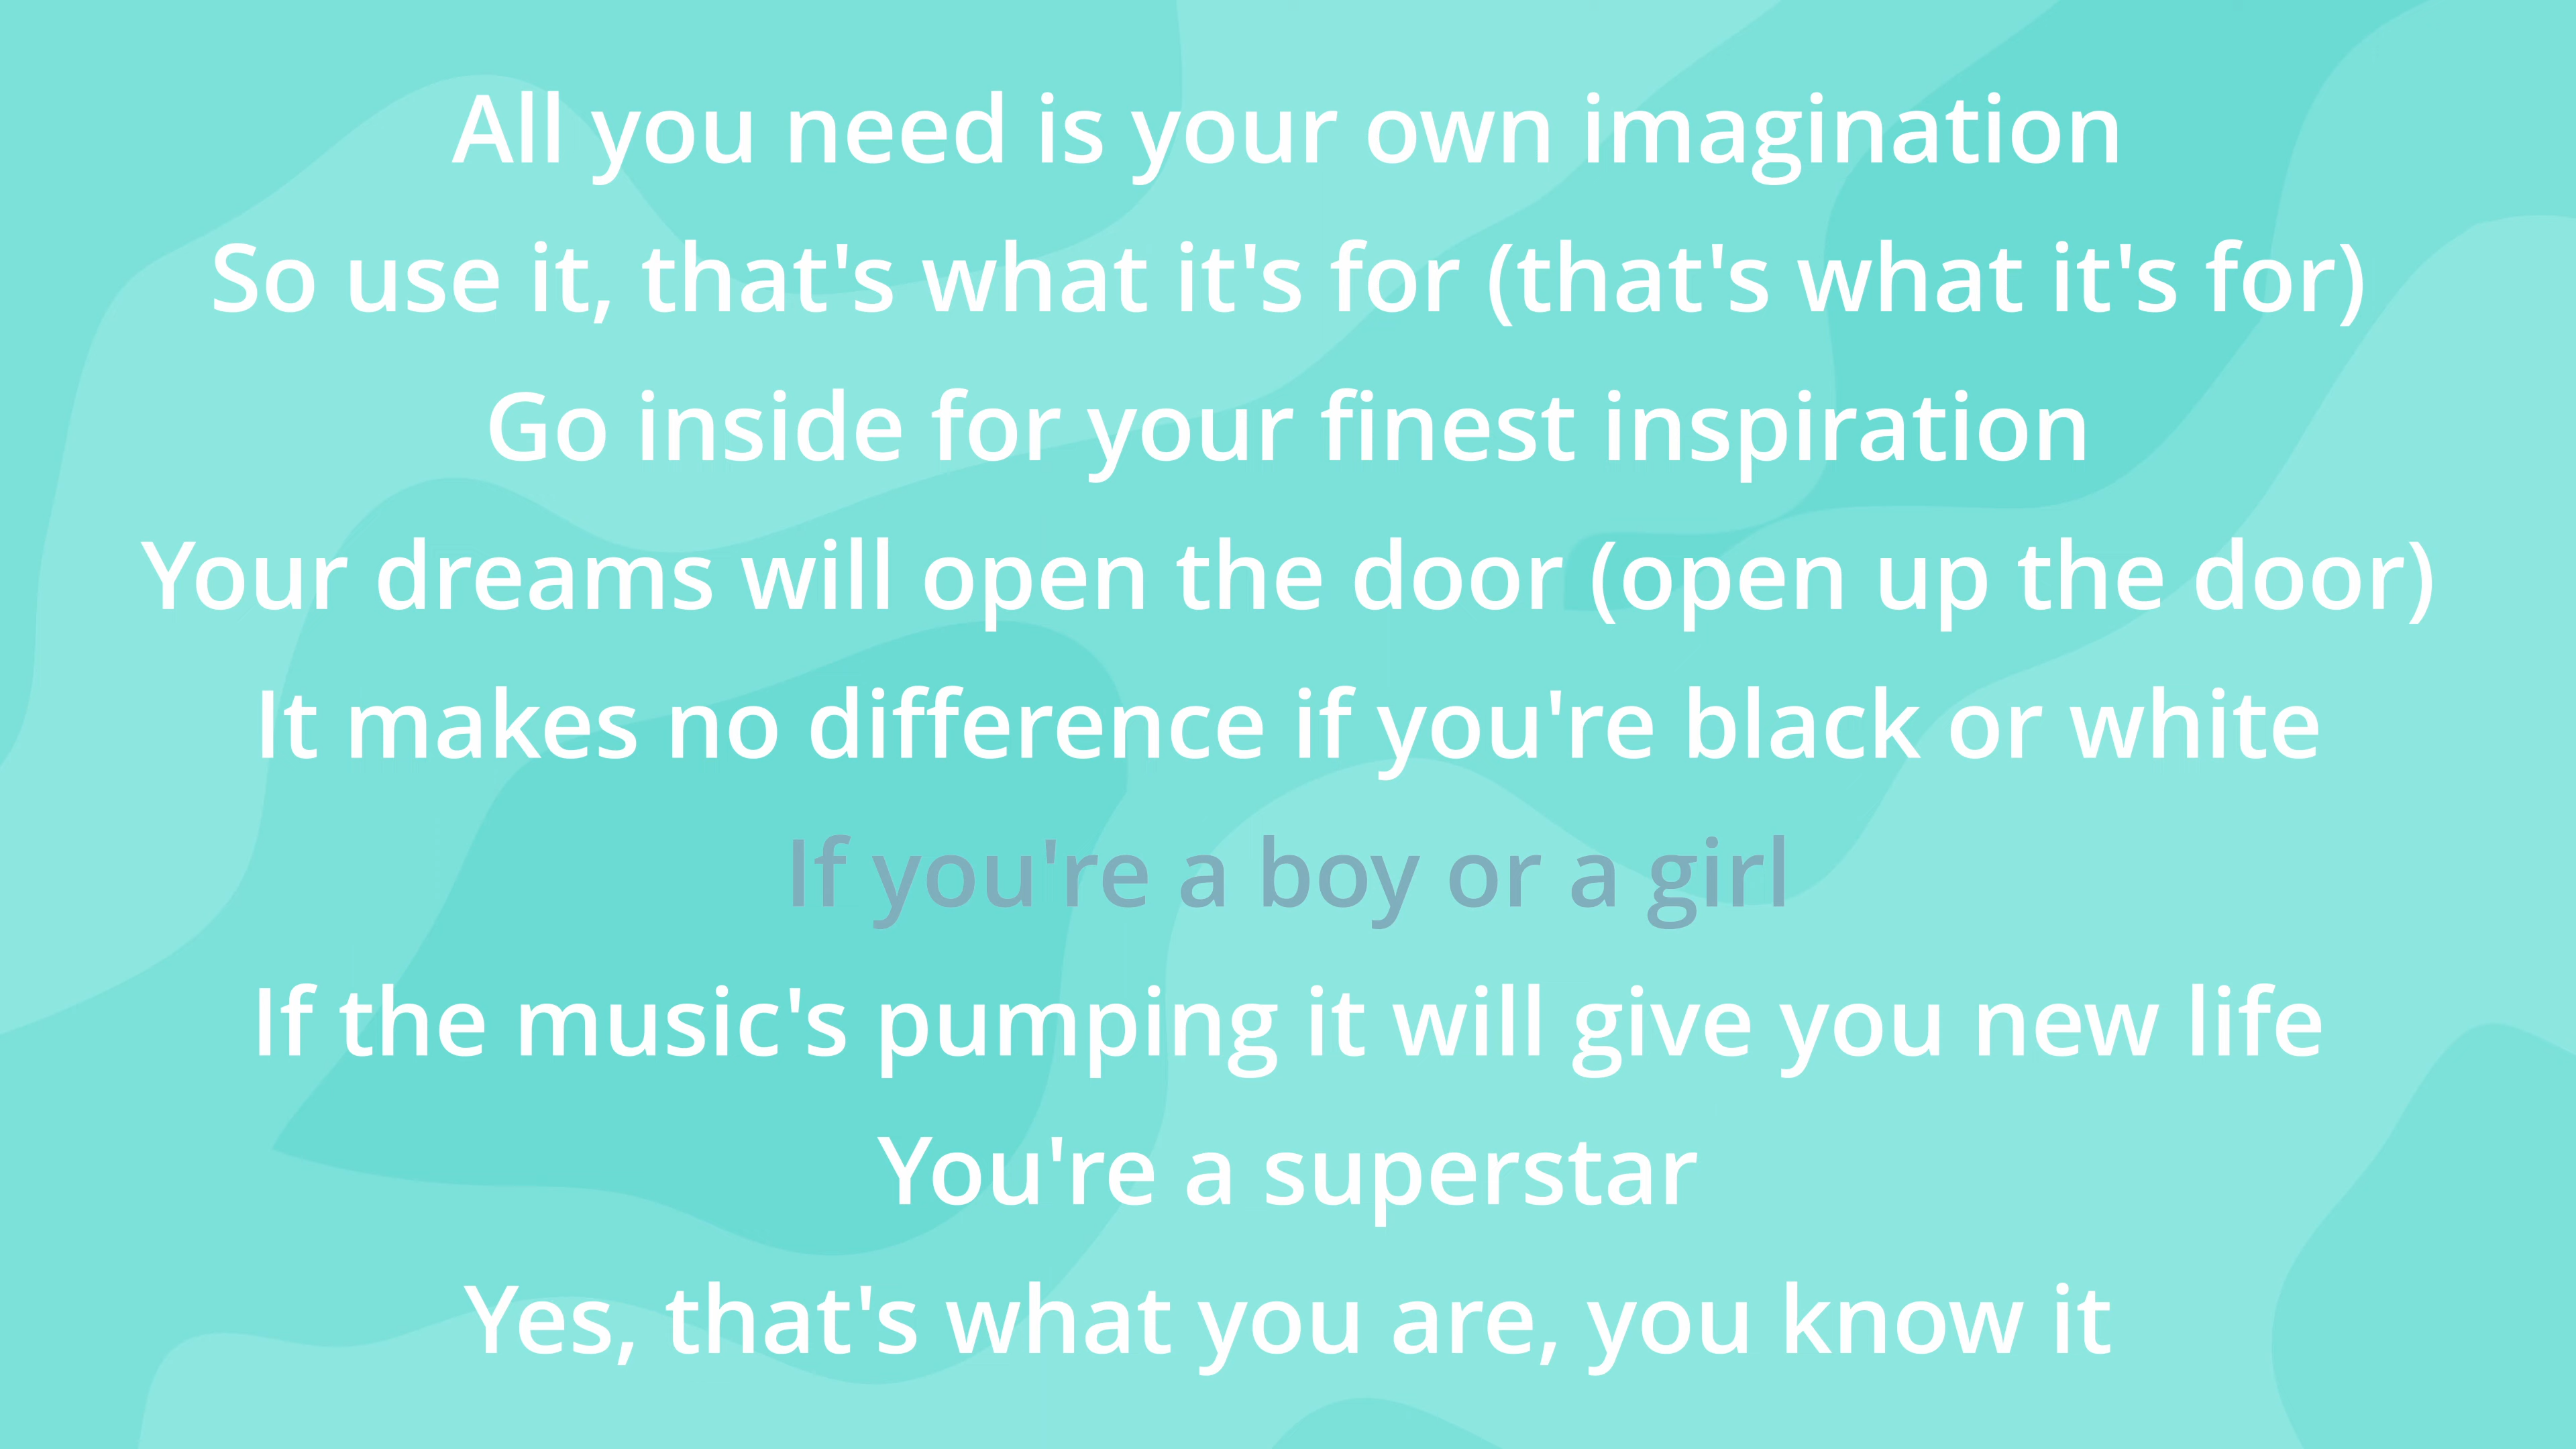 All you need is your own imagination
So use it, that's what it's for (that's what it's for)
Go inside for your finest inspiration
Your dreams will open the door (open up the door)
It makes no difference if you're black or white
If you're a boy or a girl
If the music's pumping it will give you new life
You're a superstar
Yes, that's what you are, you know it